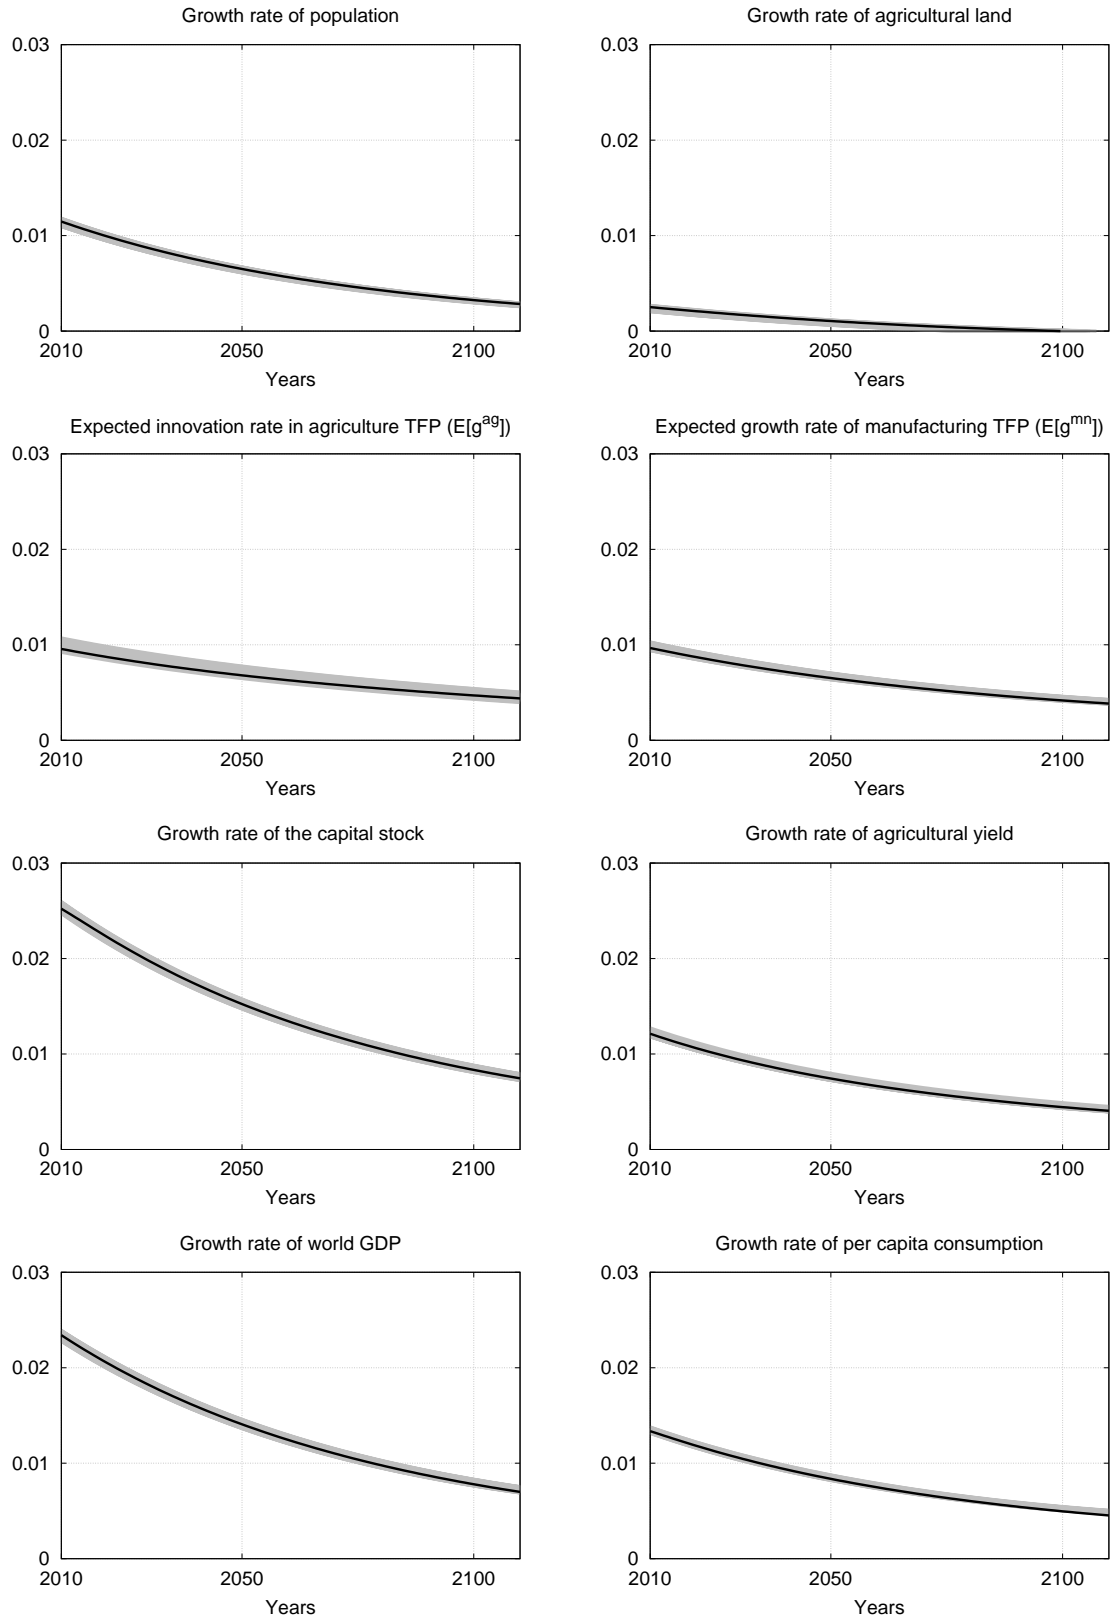 Growth rate of population
0.03
0.02
0.01
0
2010 2050 2100
Years
Growth rate of agricultural land
0.03
0.02
0.01
0
2010 2050 2100
Years
Expected innovation rate in agriculture TFP (E[g^ag])
0.03
0.02
0.01
0
2010 2050 2100
Years
Expected growth rate of manufacturing TFP (E[g^mn])
0.03
0.02
0.01
0
2010 2050 2100
Years
Growth rate of the capital stock
0.03
0.02
0.01
0
2010 2050 2100
Years
Growth rate of agricultural yield
0.03
0.02
0.01
0
2010 2050 2100
Years
Growth rate of world GDP
0.03
0.02
0.01
0
2010 2050 2100
Years
Growth rate of per capita consumption
0.03
0.02
0.01
0
2010 2050 2100
Years